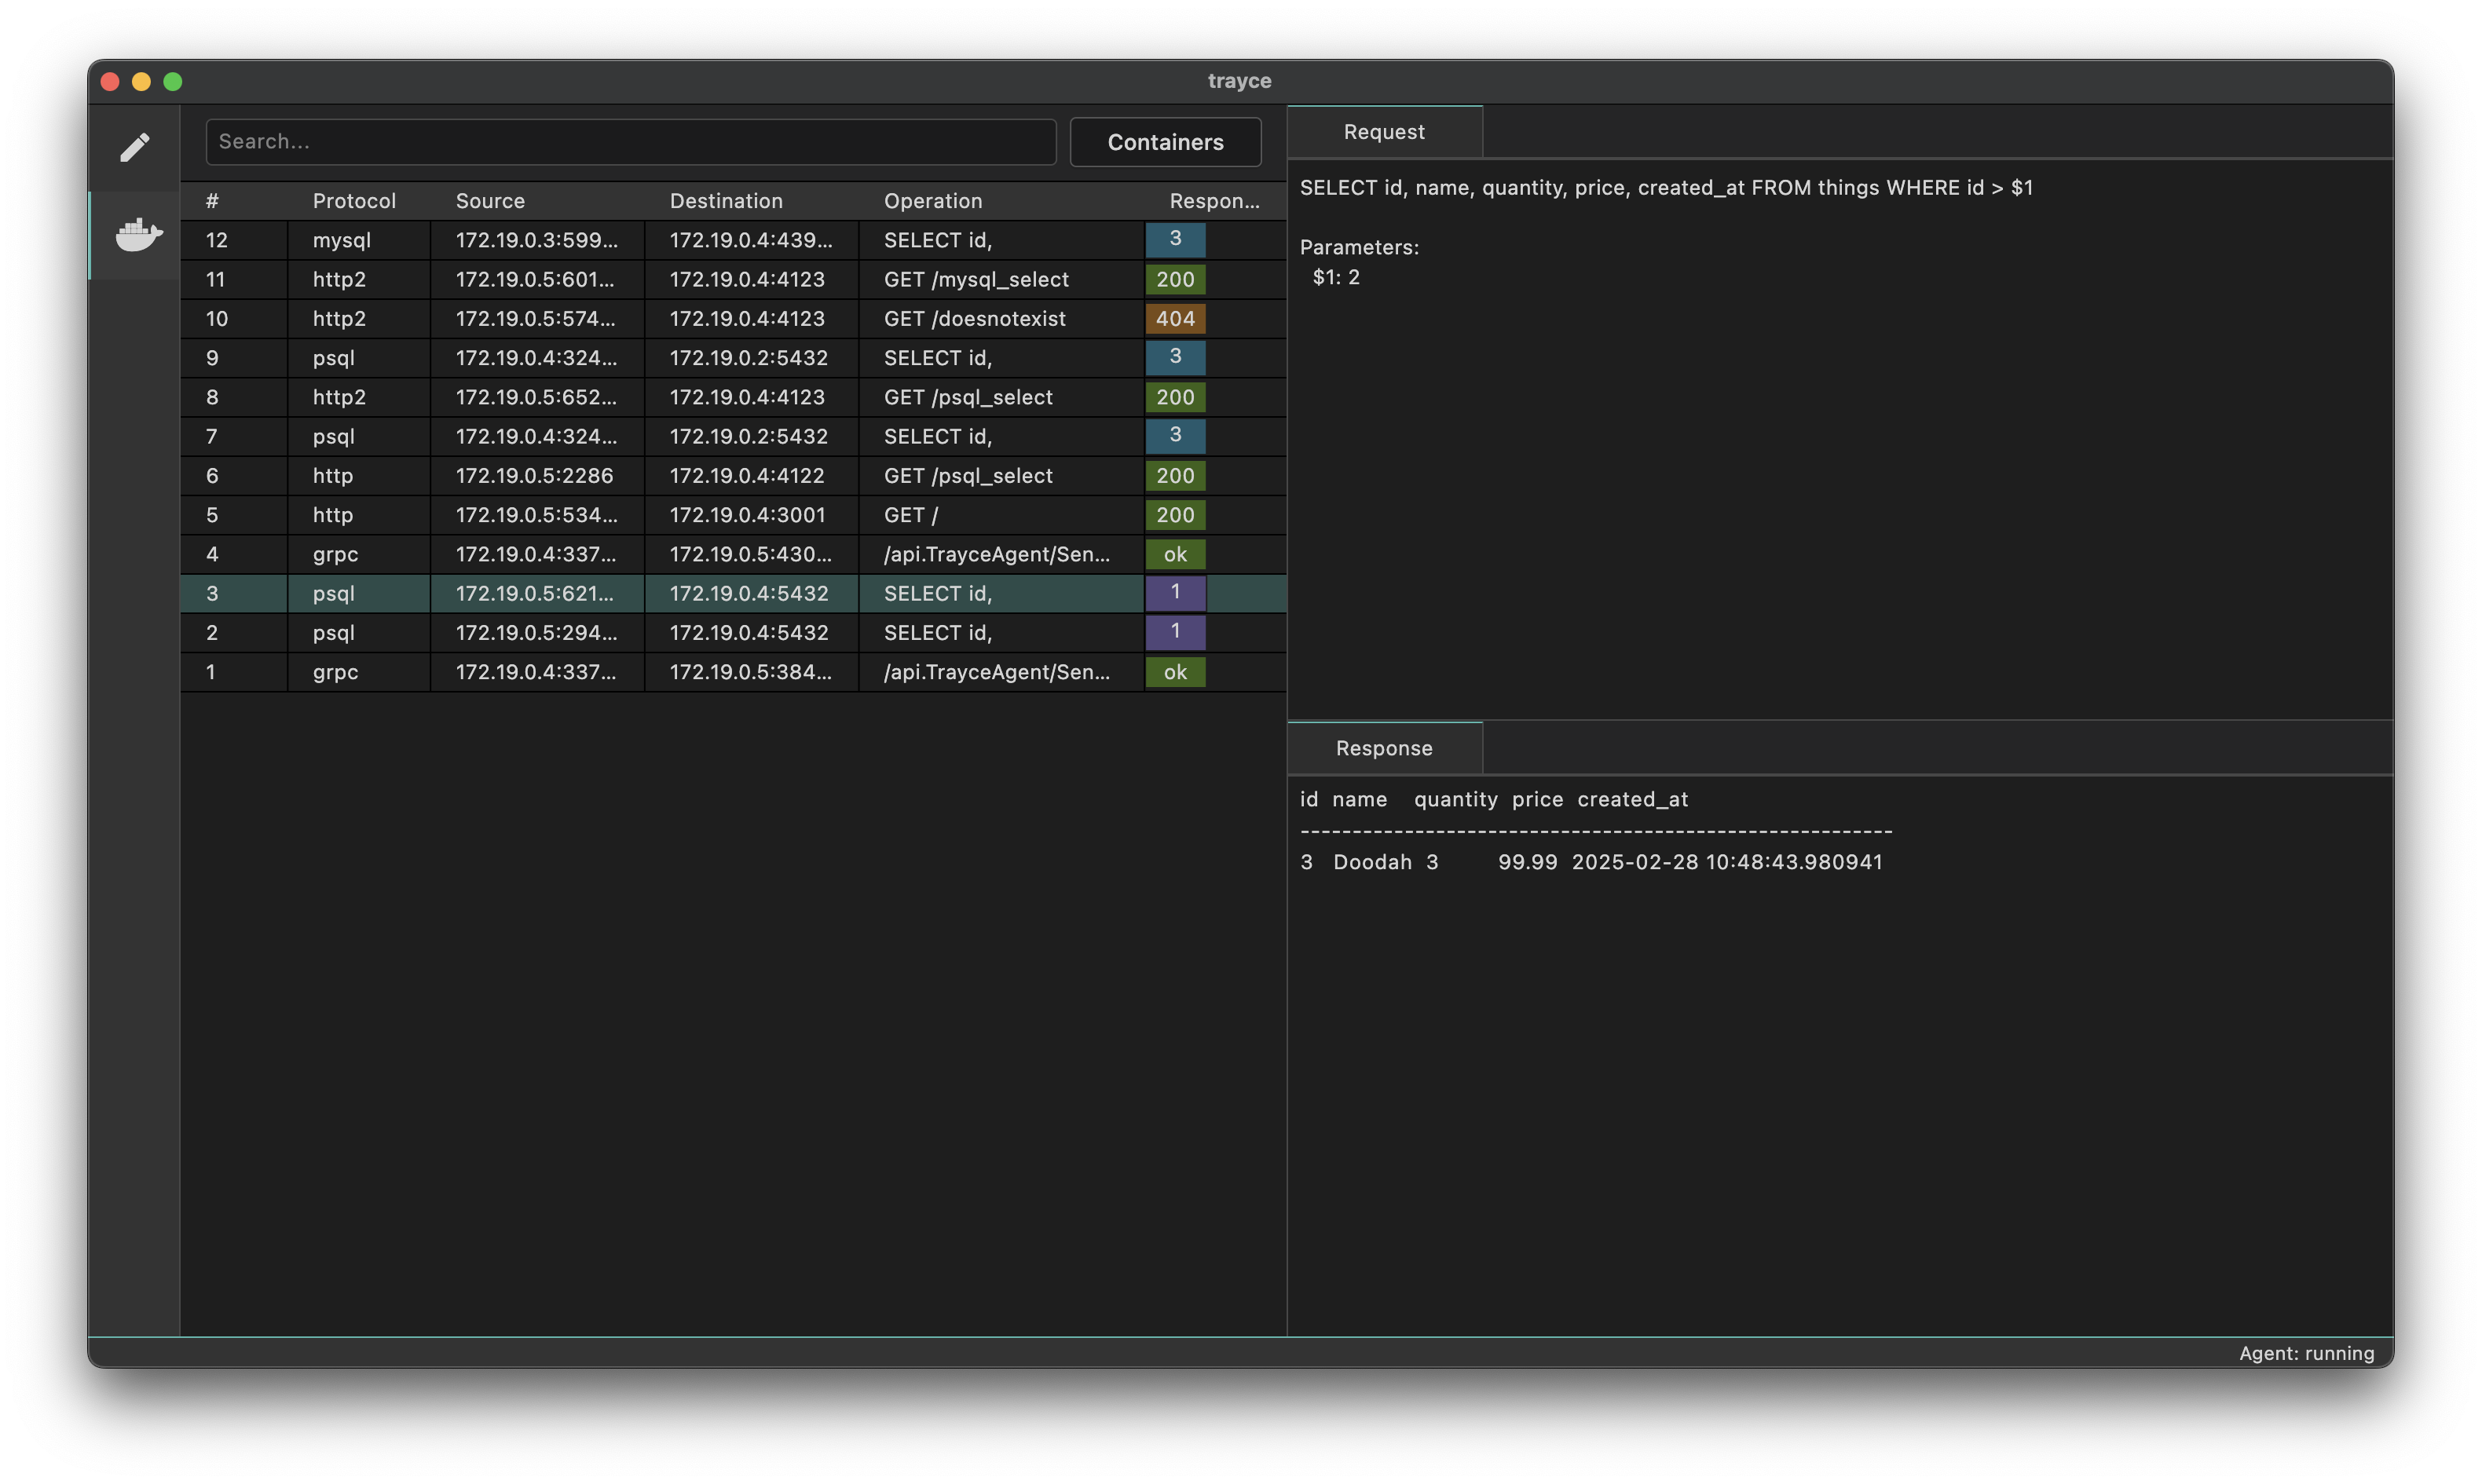 trayce
Search...
Containers
# Protocol Source Destination Operation Respon...
12 mysql 172.19.0.3:599... 172.19.0.4:439... SELECT id, 3
11 http2 172.19.0.5:601... 172.19.0.4:4123 GET /mysql_select 200
10 http2 172.19.0.5:574... 172.19.0.4:4123 GET /doesnotexist 404
9 psql 172.19.0.4:324... 172.19.0.2:5432 SELECT id, 3
8 http2 172.19.0.5:652... 172.19.0.4:4123 GET /psql_select 200
7 psql 172.19.0.4:324... 172.19.0.2:5432 SELECT id, 3
6 http 172.19.0.5:2286 172.19.0.4:4122 GET /psql_select 200
5 http 172.19.0.5:534... 172.19.0.4:3001 GET / 200
4 grpc 172.19.0.4:337... 172.19.0.5:430... /api.TrayceAgent/Sen... ok
3 psql 172.19.0.5:621... 172.19.0.4:5432 SELECT id, 1
2 psql 172.19.0.5:294... 172.19.0.4:5432 SELECT id, 1
1 grpc 172.19.0.4:337... 172.19.0.5:384... /api.TrayceAgent/Sen... ok
Request
SELECT id, name, quantity, price, created_at FROM things WHERE id > $1
Parameters:
$1: 2
Response
id name quantity price created_at
---------------------------------------------------------
3 Doodah 3 99.99 2025-02-28 10:48:43.980941
Agent: running